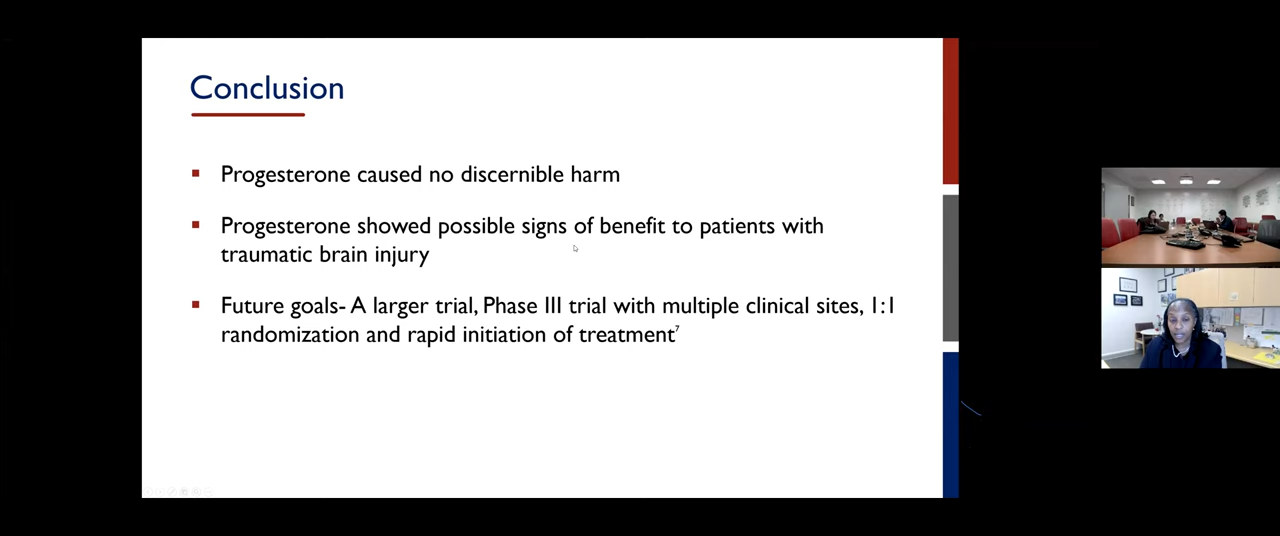 Conclusion
Progesterone caused no discernible harm
Progesterone showed possible signs of benefit to patients with
traumatic brain injury
Future goals- A larger trial, Phase III trial with multiple clinical sites, 1:1
randomization and rapid initiation of treatment⁷